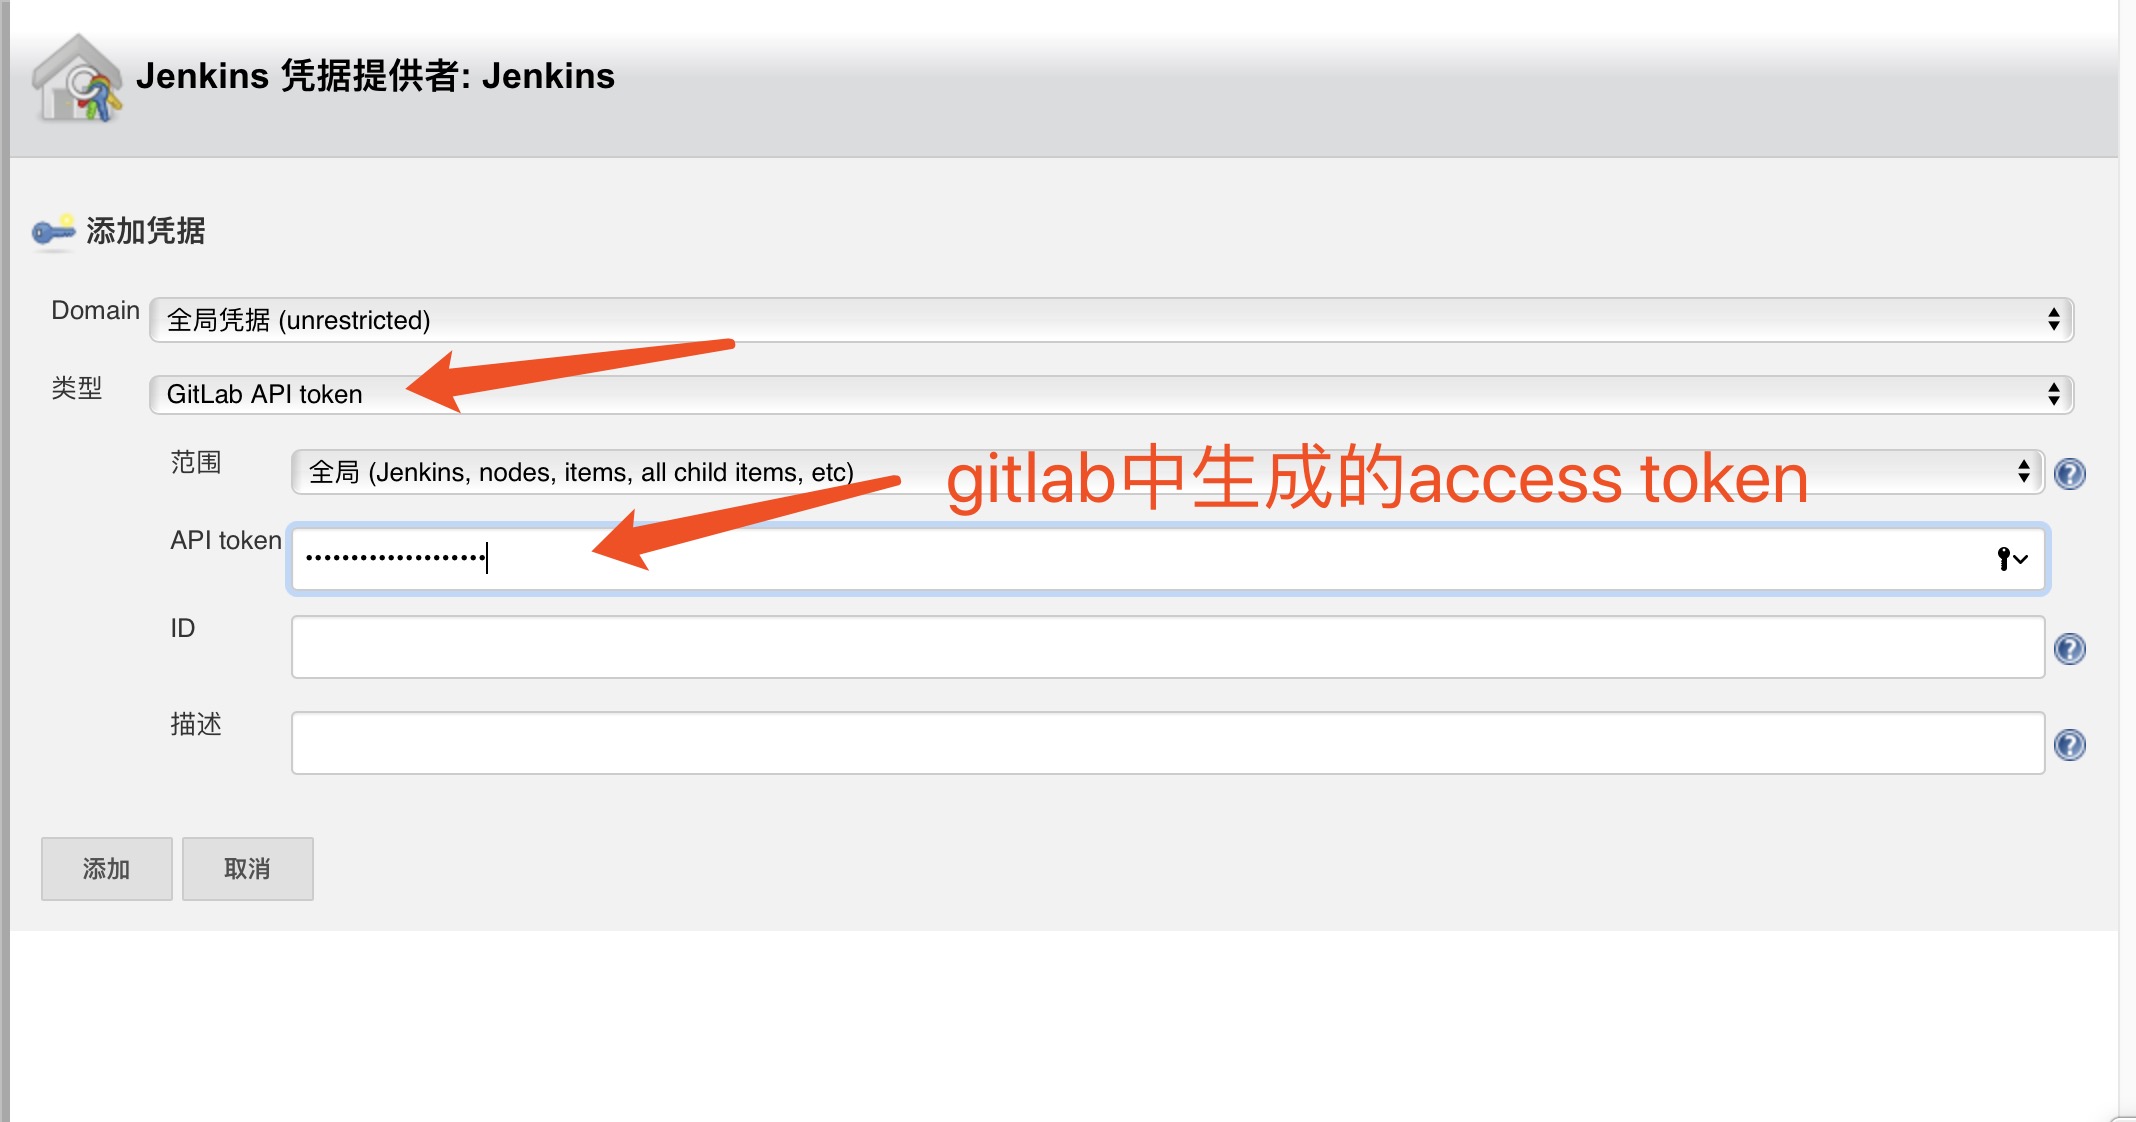 Jenkins 凭据提供者: Jenkins
添加凭据
Domain 全局凭据 (unrestricted)
类型 GitLab API token
范围 全局 (Jenkins, nodes, items, all child items, etc)
gitlab中生成的access token
API token ••••••••••••••••••••
ID
描述
添加 取消